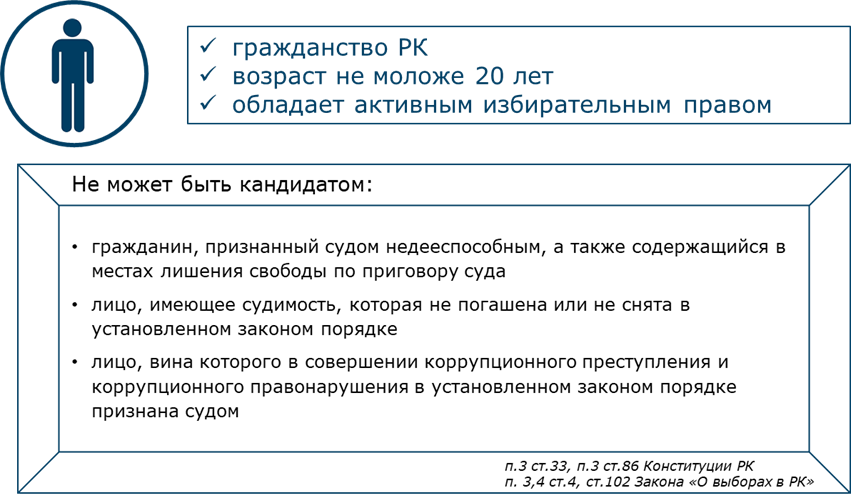 ✓ гражданство РК
✓ возраст не моложе 20 лет
✓ обладает активным избирательным правом
Не может быть кандидатом:
• гражданин, признанный судом недееспособным, а также содержащийся в
местах лишения свободы по приговору суда
• лицо, имеющее судимость, которая не погашена или не снята в
установленном законом порядке
• лицо, вина которого в совершении коррупционного преступления и
коррупционного правонарушения в установленном законом порядке
признана судом
п.3 ст.33, п.3 ст.86 Конституции РК
п. 3,4 ст.4, ст.102 Закона «О выборах в РК»